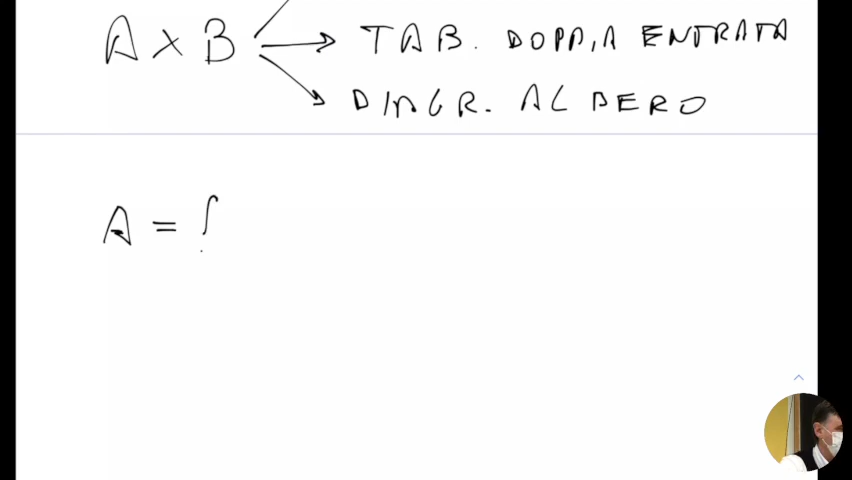 A × B → TAB. DOPPIA ENTRATA
DIAGR. ALBERO
A = {